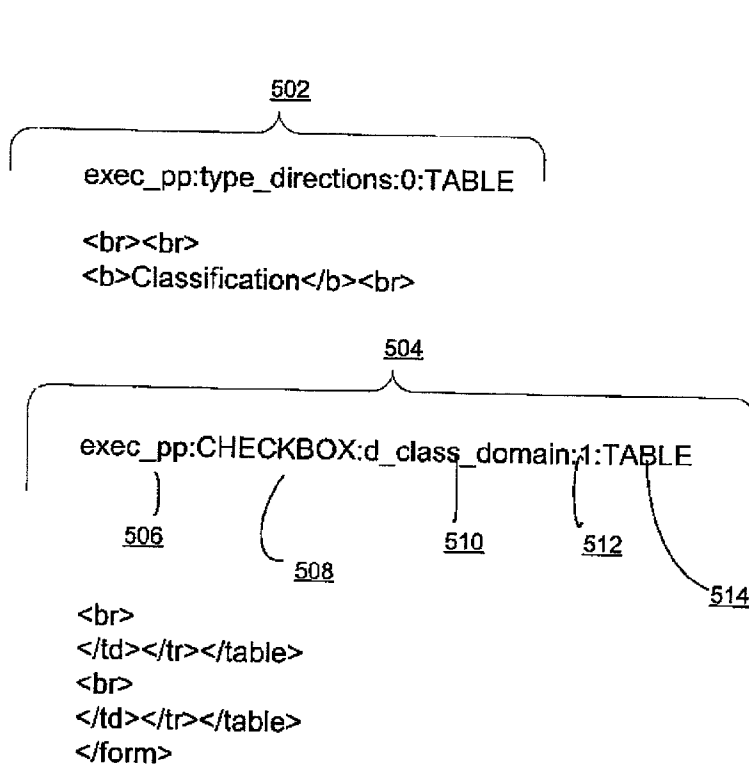 502
exec_pp:type_directions:0:TABLE
<br><br>
<b>Classification</b><br>
504
exec_pp:CHECKBOX:d_class_domain:1:TABLE
506
508
510
512
514
<br>
</td></tr></table>
<br>
</td></tr></table>
</form>